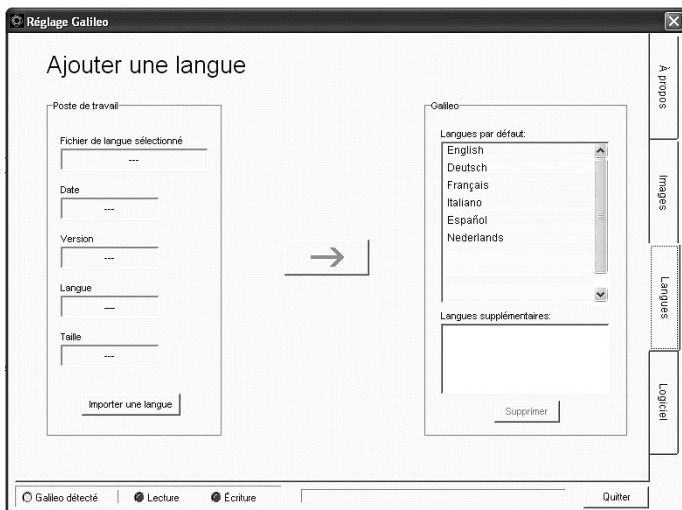 Réglage Galileo
Ajouter une langue
Poste de travail
Fichier de langue sélectionné
---
Date
---
Version
---
Langue
---
Taille
---
Importer une langue
Galileo
Langues par défaut:
English
Deutsch
Français
Italiano
Español
Nederlands
Langues supplémentaires:
Supprimer
À propos
Images
Langues
Logiciel
Galileo détecté
Lecture
Écriture
Quitter